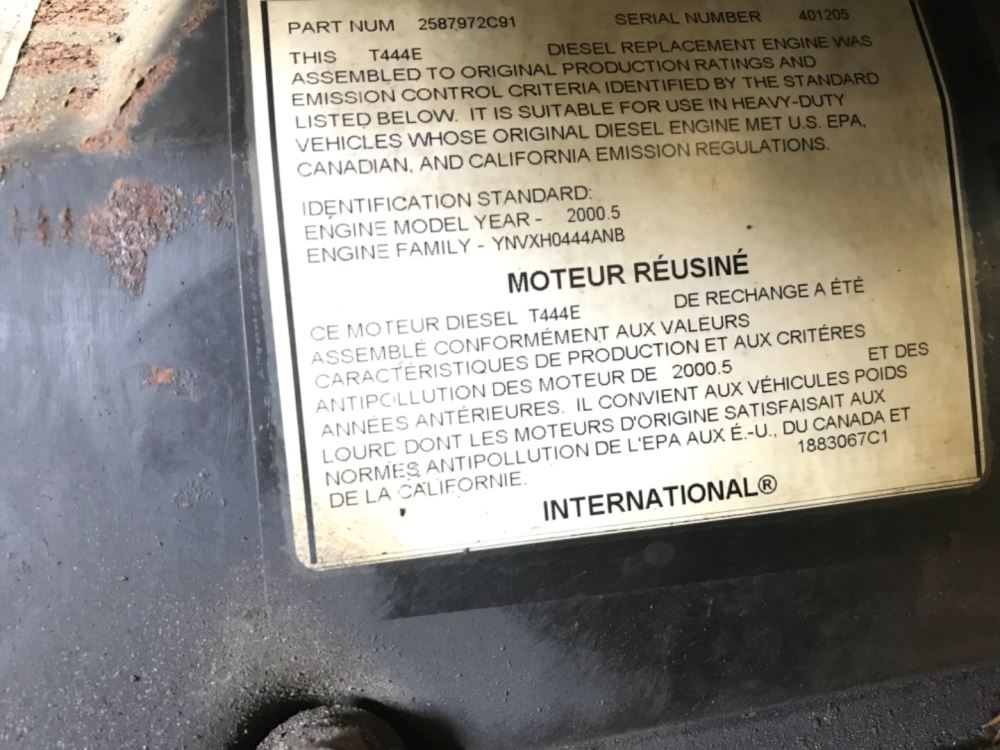 PART NUM 2587972C91 SERIAL NUMBER 401205
THIS T444E DIESEL REPLACEMENT ENGINE WAS
ASSEMBLED TO ORIGINAL PRODUCTION RATINGS AND
EMISSION CONTROL CRITERIA IDENTIFIED BY THE STANDARD
LISTED BELOW. IT IS SUITABLE FOR USE IN HEAVY-DUTY
VEHICLES WHOSE ORIGINAL DIESEL ENGINE MET U.S. EPA,
CANADIAN, AND CALIFORNIA EMISSION REGULATIONS.
IDENTIFICATION STANDARD:
ENGINE MODEL YEAR - 2000.5
ENGINE FAMILY - YNVXH0444ANB
MOTEUR RÉUSINÉ
CE MOTEUR DIESEL T444E DE RECHANGE A ÉTÉ
ASSEMBLÉ CONFORMÉMENT AUX VALEURS
CARACTÉRISTIQUES DE PRODUCTION ET AUX CRITÉRES
ANTIPOLLUTION DES MOTEUR DE 2000.5 ET DES
ANNÉES ANTÉRIEURES. IL CONVIENT AUX VÉHICULES POIDS
LOURD DONT LES MOTEURS D'ORIGINE SATISFAISAIT AUX
NORMES ANTIPOLLUTION DE L'EPA AUX É.-U., DU CANADA ET
DE LA CALIFORNIE. 1883067C1
INTERNATIONAL®